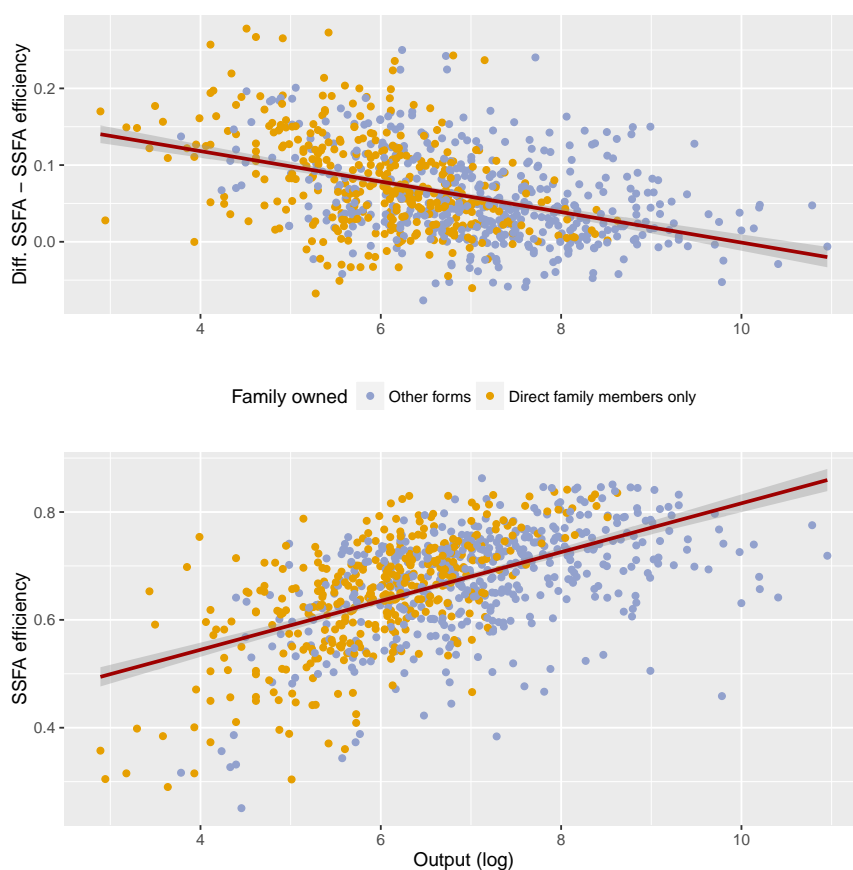 Diff. SSFA − SSFA efficiency
0.2
0.1
0.0
4 6 8 10
Family owned Other forms Direct family members only
SSFA efficiency
0.8
0.6
0.4
4 6 8 10
Output (log)